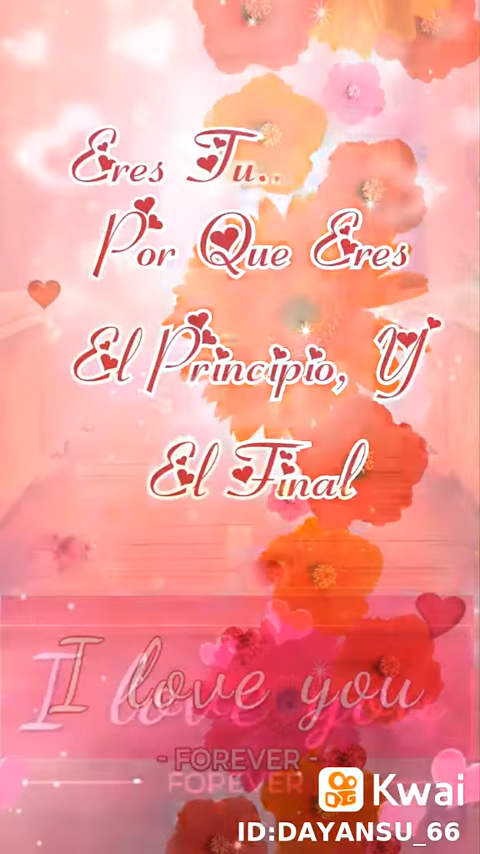 Eres Tu..
Por Que Eres
El Principio, Y
El Final
I love you
- FOREVER -
FOREVER
Kwai
ID:DAYANSU_66